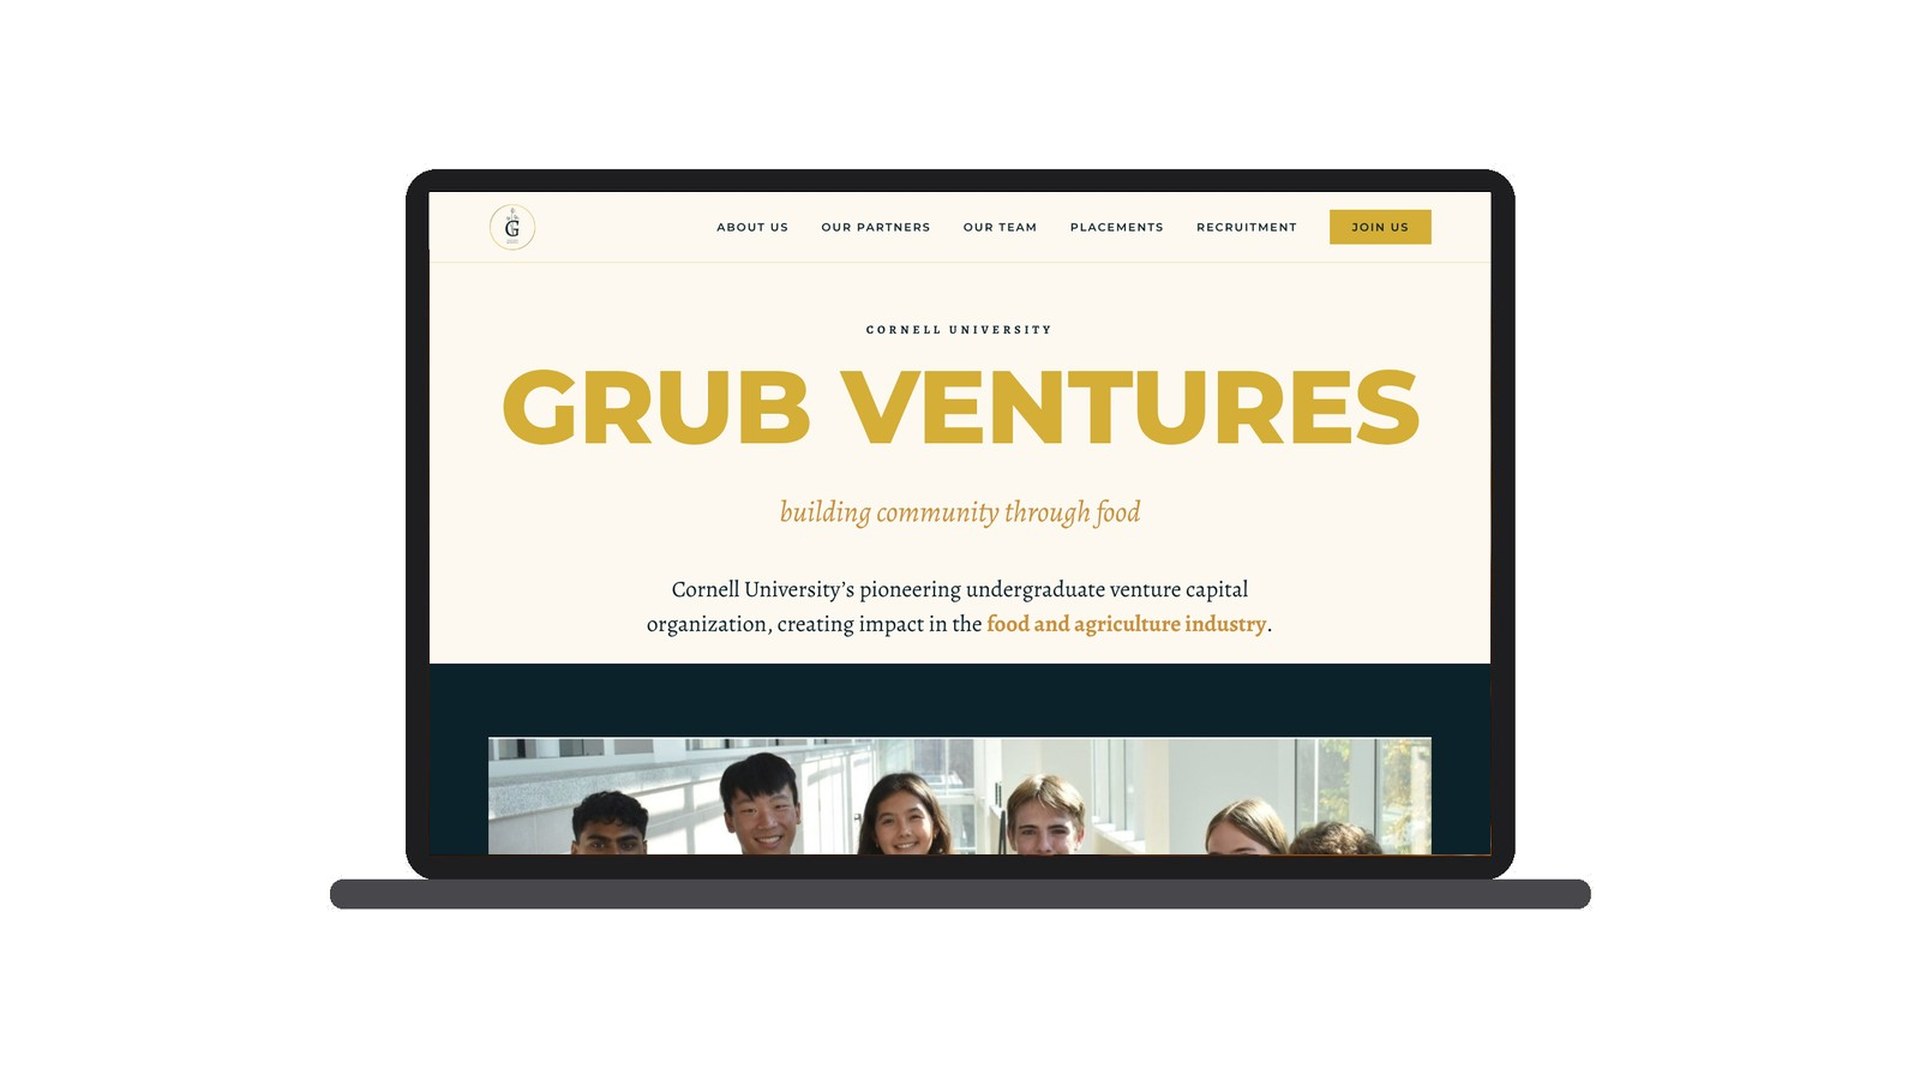 G
ABOUT US OUR PARTNERS OUR TEAM PLACEMENTS RECRUITMENT JOIN US
CORNELL UNIVERSITY
GRUB VENTURES
building community through food
Cornell University’s pioneering undergraduate venture capital
organization, creating impact in the food and agriculture industry.